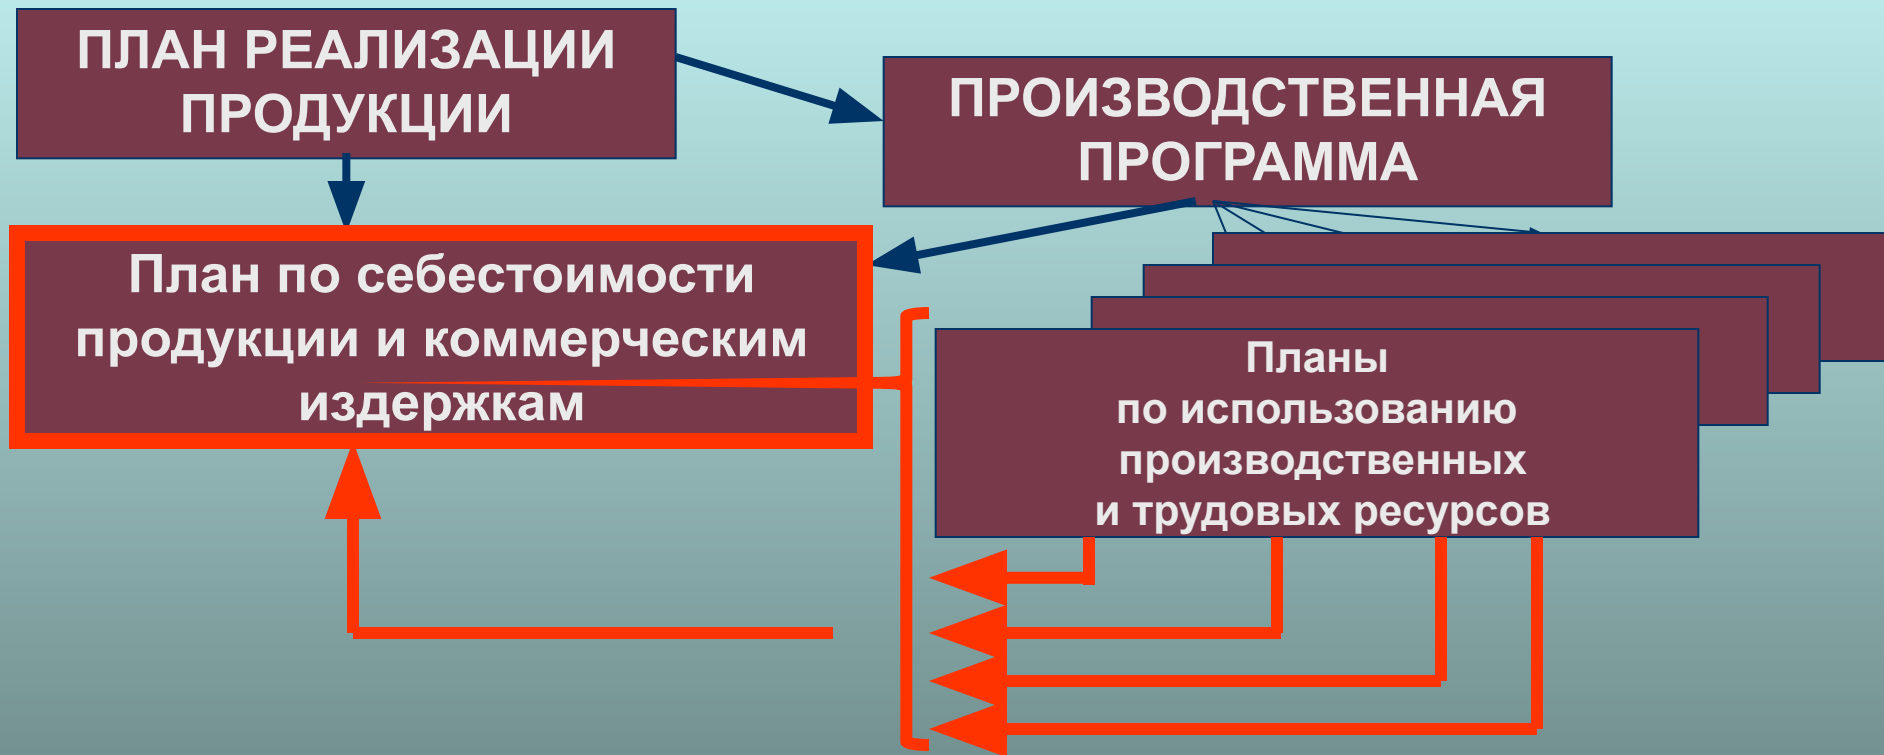 ПЛАН РЕАЛИЗАЦИИ
ПРОДУКЦИИ
ПРОИЗВОДСТВЕННАЯ
ПРОГРАММА
План по себестоимости
продукции и коммерческим
издержкам
Планы
по использованию
производственных
и трудовых ресурсов